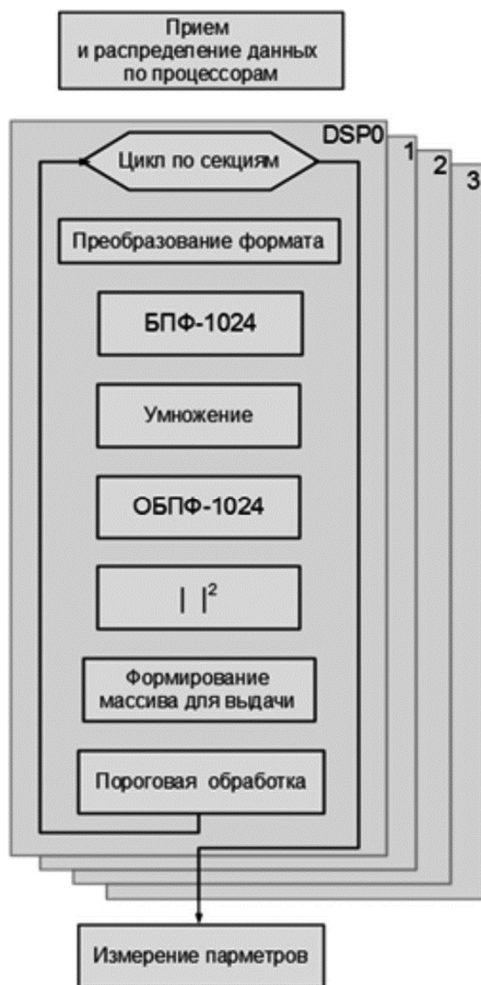 Прием
и распределение данных
по процессорам
DSP0
1
2
3
Цикл по секциям
Преобразование формата
БПФ-1024
Умножение
ОБПФ-1024
| |²
Формирование
массива для выдачи
Пороговая обработка
Измерение парметров